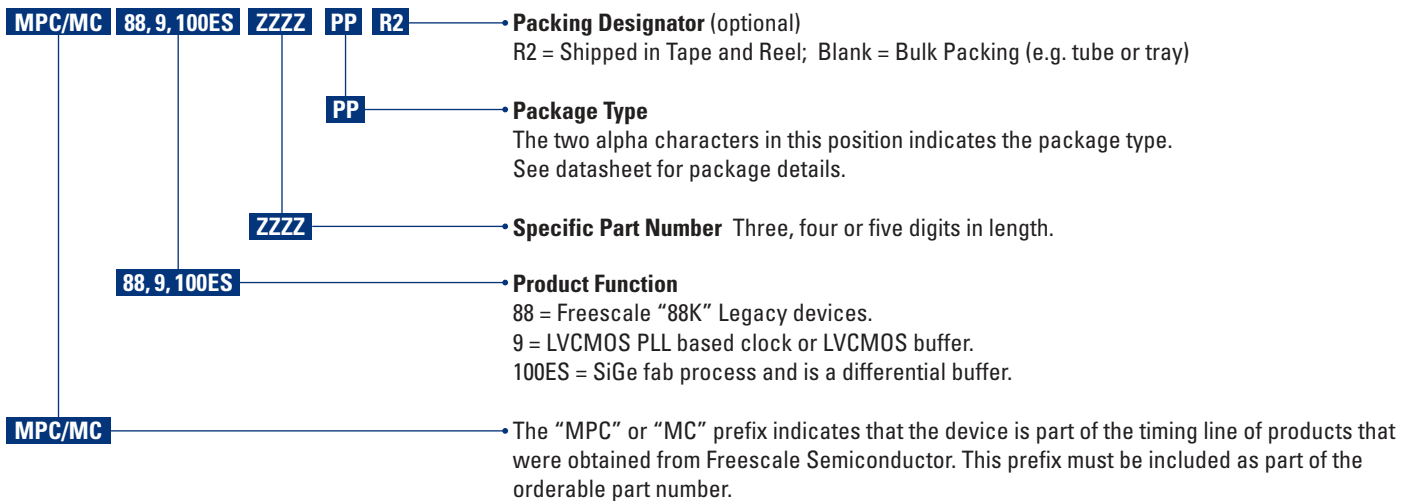 MPC/MC 88, 9, 100ES ZZZZ PP R2 Packing Designator (optional)
R2 = Shipped in Tape and Reel; Blank = Bulk Packing (e.g. tube or tray)
PP Package Type
The two alpha characters in this position indicates the package type.
See datasheet for package details.
ZZZZ Specific Part Number Three, four or five digits in length.
88, 9, 100ES Product Function
88 = Freescale “88K” Legacy devices.
9 = LVCMOS PLL based clock or LVCMOS buffer.
100ES = SiGe fab process and is a differential buffer.
MPC/MC The “MPC” or “MC” prefix indicates that the device is part of the timing line of products that
were obtained from Freescale Semiconductor. This prefix must be included as part of the
orderable part number.